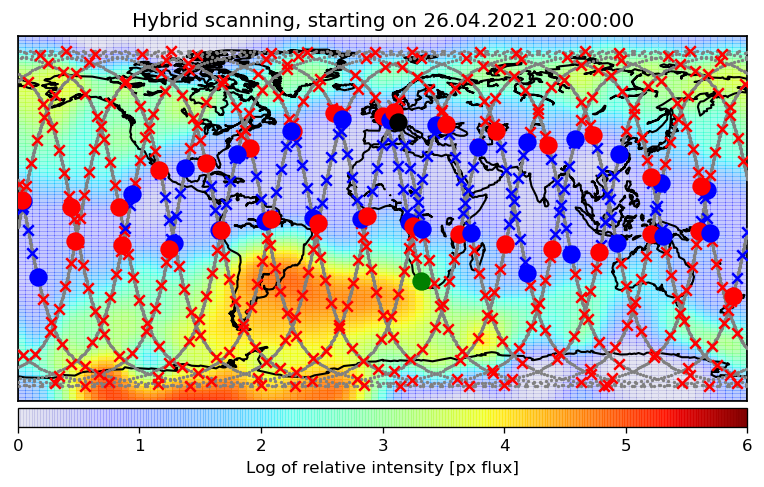 Hybrid scanning, starting on 26.04.2021 20:00:00
0 1 2 3 4 5 6
Log of relative intensity [px flux]